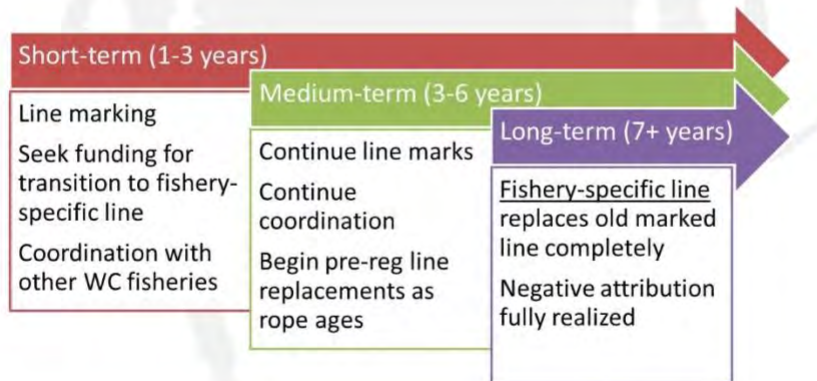 Short-term (1-3 years)
Line marking
Seek funding for
transition to fishery-
specific line
Coordination with
other WC fisheries
Medium-term (3-6 years)
Continue line marks
Continue
coordination
Begin pre-reg line
replacements as
rope ages
Long-term (7+ years)
Fishery-specific line
replaces old marked
line completely
Negative attribution
fully realized